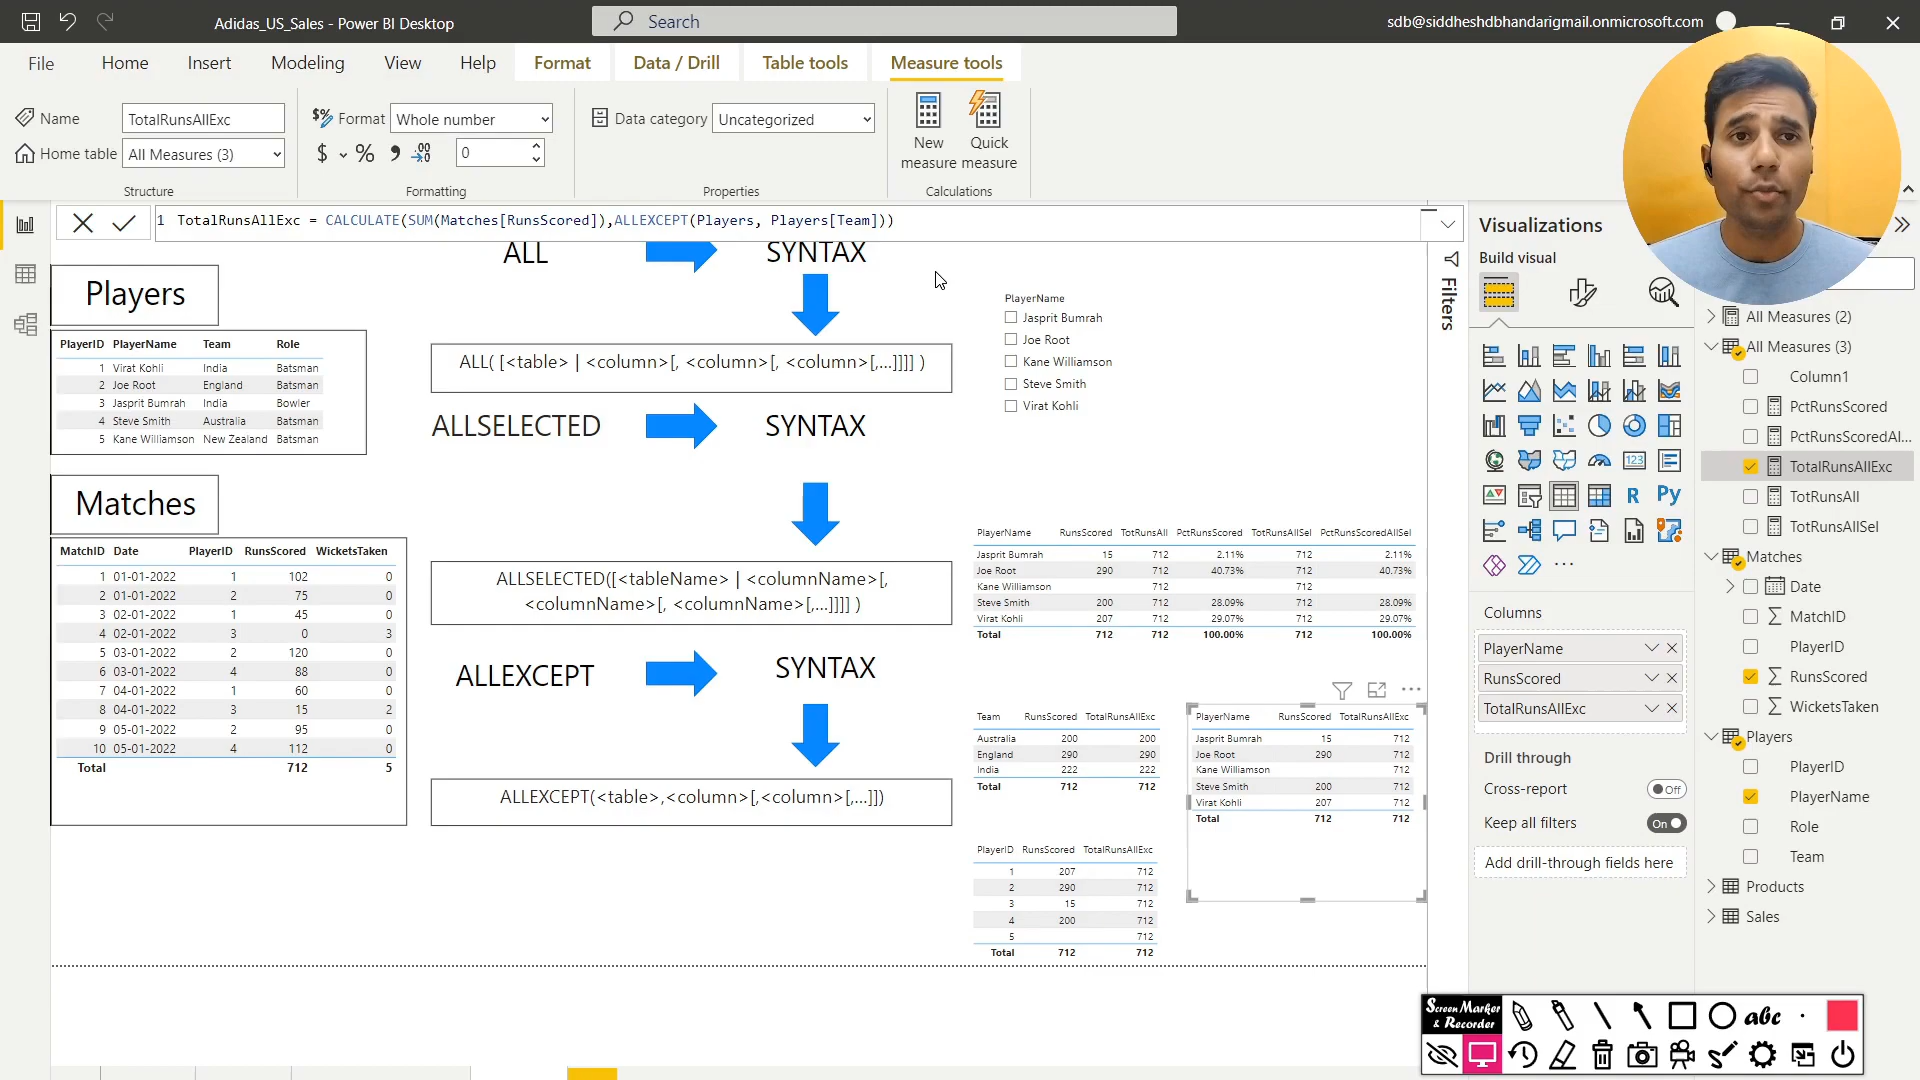 Adidas_US_Sales - Power BI Desktop
Search
sdb@siddheshdbhandarigmail.onmicrosoft.com
File Home Insert Modeling View Help Format Data / Drill Table tools Measure tools
Name TotalRunsAllExc
Home table All Measures (3)
Structure
$% Format Whole number
$ % 0
Formatting
Data category Uncategorized
Properties
New measure
Quick measure
Calculations
1 TotalRunsAllExc = CALCULATE(SUM(Matches[RunsScored]),ALLEXCEPT(Players, Players[Team]))
Players
PlayerID PlayerName Team Role
1 Virat Kohli India Batsman
2 Joe Root England Batsman
3 Jasprit Bumrah India Bowler
4 Steve Smith Australia Batsman
5 Kane Williamson New Zealand Batsman
Matches
MatchID Date PlayerID RunsScored WicketsTaken
1 01-01-2022 1 102 0
2 01-01-2022 2 75 0
3 02-01-2022 1 45 0
4 02-01-2022 3 0 3
5 03-01-2022 2 120 0
6 03-01-2022 4 88 0
7 04-01-2022 1 60 0
8 04-01-2022 3 15 2
9 05-01-2022 2 95 0
10 05-01-2022 4 112 0
Total 712 5
ALL SYNTAX
ALL( [<table> | <column>[, <column>[, <column>[,...]]]] )
ALLSELECTED SYNTAX
ALLSELECTED([<tableName> | <columnName>[,
<columnName>[, <columnName>[,...]]]] )
ALLEXCEPT SYNTAX
ALLEXCEPT(<table>,<column>[,<column>[,...]])
PlayerName
Jasprit Bumrah
Joe Root
Kane Williamson
Steve Smith
Virat Kohli
PlayerName RunsScored TotRunsAll PctRunsScored TotRunsAllSel PctRunsScoredAllSel
Jasprit Bumrah 15 712 2.11% 712 2.11%
Joe Root 290 712 40.73% 712 40.73%
Kane Williamson 712 712
Steve Smith 200 712 28.09% 712 28.09%
Virat Kohli 207 712 29.07% 712 29.07%
Total 712 712 100.00% 712 100.00%
Team RunsScored TotalRunsAllExc
Australia 200 200
England 290 290
India 222 222
Total 712 712
PlayerName RunsScored TotalRunsAllExc
Jasprit Bumrah 15 712
Joe Root 290 712
Kane Williamson 712
Steve Smith 200 712
Virat Kohli 207 712
Total 712 712
PlayerID RunsScored TotalRunsAllExc
1 207 712
2 290 712
3 15 712
4 200 712
5 712
Total 712 712
Filters
Visualizations
Build visual
123
R Py
Columns
PlayerName
RunsScored
TotalRunsAllExc
Drill through
Cross-report Off
Keep all filters On
Add drill-through fields here
All Measures (2)
All Measures (3)
Column1
PctRunsScored
PctRunsScoredAl...
TotalRunsAllExc
TotRunsAll
TotRunsAllSel
Matches
Date
MatchID
PlayerID
RunsScored
WicketsTaken
Players
PlayerID
PlayerName
Role
Team
Products
Sales
Screen Marker
& Recorder
abc